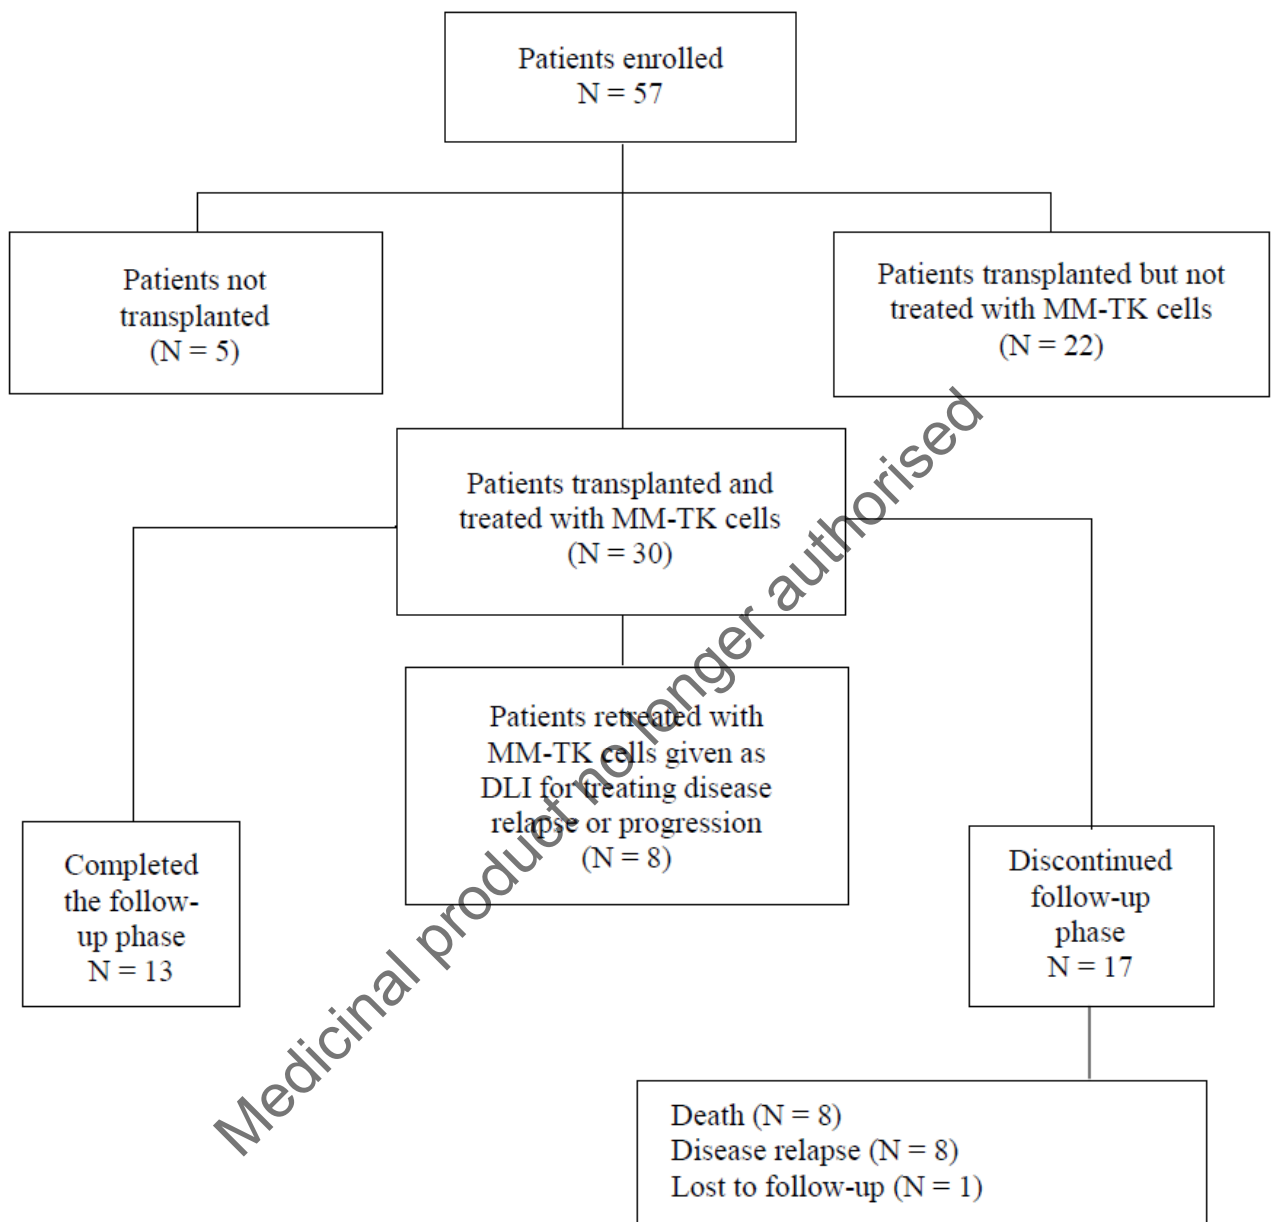 Patients enrolled
N = 57
Patients not
transplanted
(N = 5)
Patients transplanted but not
treated with MM-TK cells
(N = 22)
Patients transplanted and
treated with MM-TK cells
(N = 30)
Patients retreated with
MM-TK cells given as
DLI for treating disease
relapse or progression
(N = 8)
Completed
the follow-
up phase
N = 13
Discontinued
follow-up
phase
N = 17
Death (N = 8)
Disease relapse (N = 8)
Lost to follow-up (N = 1)
Medicinal product no longer authorised